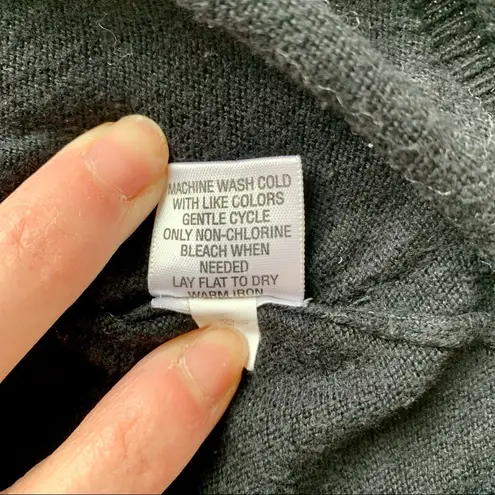 MACHINE WASH COLD
WITH LIKE COLORS
GENTLE CYCLE
ONLY NON-CHLORINE
BLEACH WHEN
NEEDED
LAY FLAT TO DRY
WARM IRON